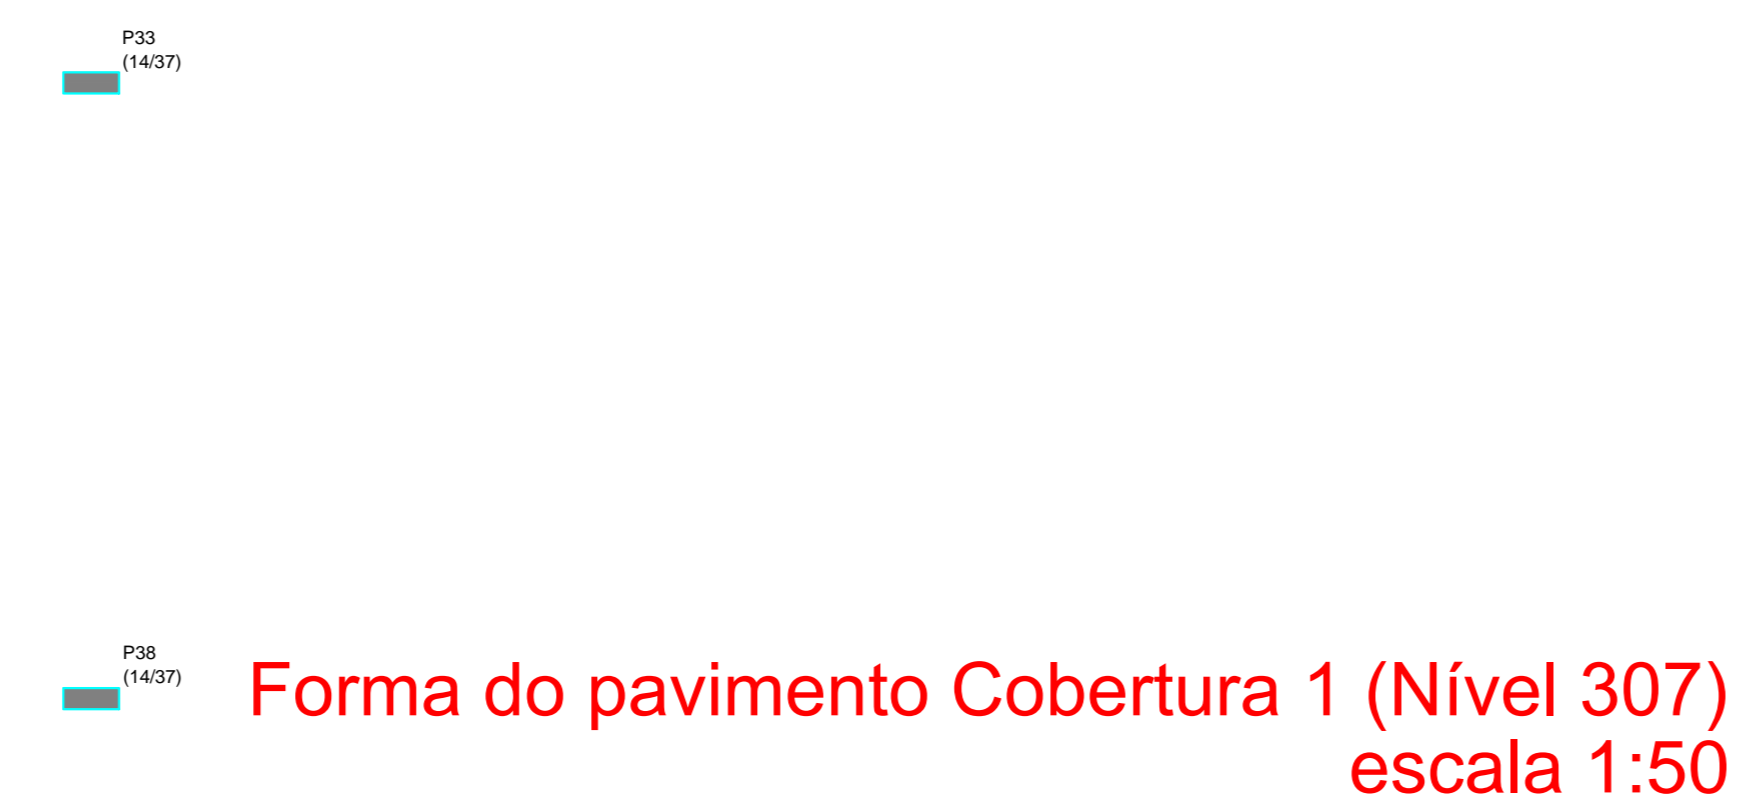 P33
(14/37)
P38
(14/37)
Forma do pavimento Cobertura 1 (Nível 307)
escala 1:50